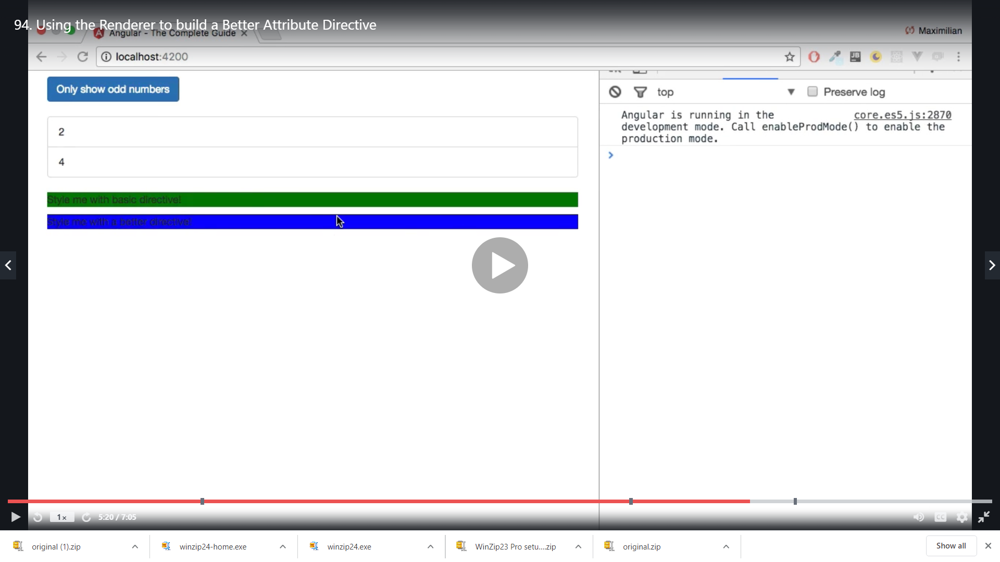 94. Using the Renderer to build a Better Attribute Directive
Angular - The Complete Guide
Maximilian
localhost:4200
Only show odd numbers
top
Preserve log
2
4
Angular is running in the core.es5.js:2870
development mode. Call enableProdMode() to enable the
production mode.
Style me with basic directive!
Style me with a better directive!
JB
1x
5:20 / 7:05
CC
original (1).zip
winzip24-home.exe
winzip24.exe
WinZip23 Pro setu....zip
original.zip
Show all